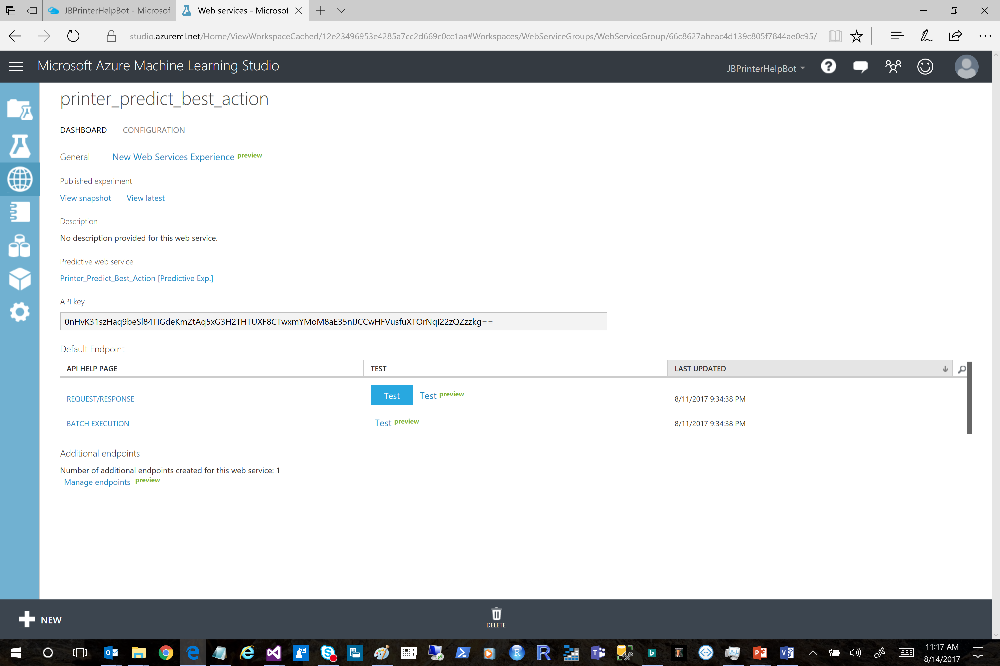 JBPrinterHelpBot - Microsof
Web services - Microsof
studio.azureml.net/Home/ViewWorkspaceCached/12e23496953e4285a7cc2d669c0cc1aa#Workspaces/WebServiceGroups/WebServiceGroup/66c8627abeac4d139c805f7844ae0c95/
Microsoft Azure Machine Learning Studio
JBPrinterHelpBot
printer_predict_best_action
DASHBOARD CONFIGURATION
General New Web Services Experience preview
Published experiment
View snapshot View latest
Description
No description provided for this web service.
Predictive web service
Printer_Predict_Best_Action [Predictive Exp.]
API key
0nHvK31szHaq9beSl84TIGdeKmZtAq5xG3H2THTUXF8CTwxmYMoM8aE35nIJCCwHFVusfuXTOrNqI22zQZzzkg==
Default Endpoint
API HELP PAGE TEST LAST UPDATED
REQUEST/RESPONSE Test Test preview 8/11/2017 9:34:38 PM
BATCH EXECUTION Test preview 8/11/2017 9:34:38 PM
Additional endpoints
Number of additional endpoints created for this web service: 1
Manage endpoints preview
NEW
DELETE
11:17 AM
8/14/2017